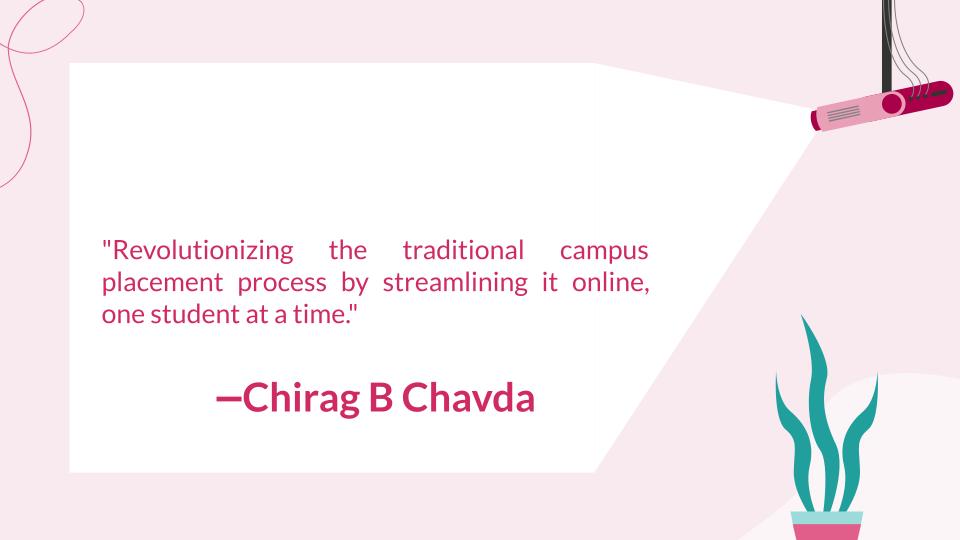 "Revolutionizing the traditional campus
placement process by streamlining it online,
one student at a time."
—Chirag B Chavda